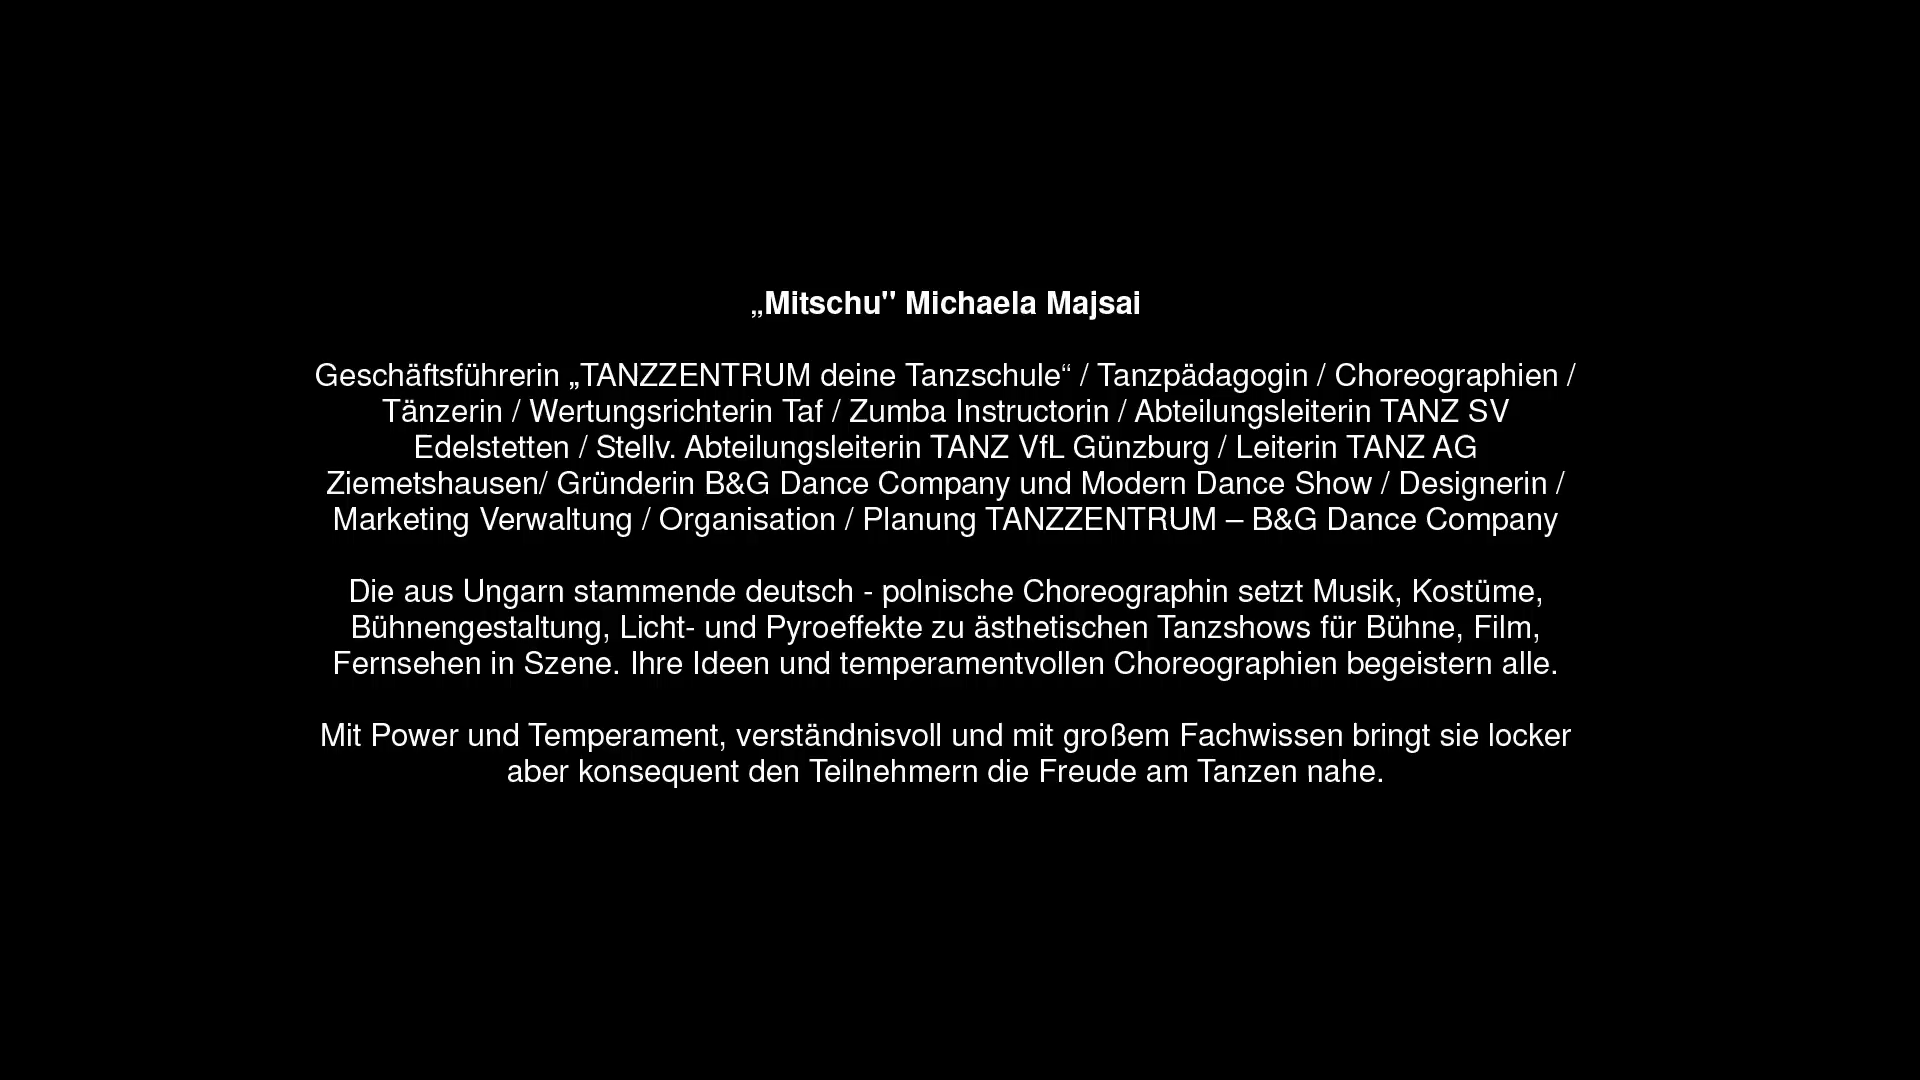 „Mitschu" Michaela Majsai
Geschäftsführerin „TANZZENTRUM deine Tanzschule“ / Tanzpädagogin / Choreographien /
Tänzerin / Wertungsrichterin Taf / Zumba Instructorin / Abteilungsleiterin TANZ SV
Edelstetten / Stellv. Abteilungsleiterin TANZ VfL Günzburg / Leiterin TANZ AG
Ziemetshausen/ Gründerin B&G Dance Company und Modern Dance Show / Designerin /
Marketing Verwaltung / Organisation / Planung TANZZENTRUM – B&G Dance Company
Die aus Ungarn stammende deutsch - polnische Choreographin setzt Musik, Kostüme,
Bühnengestaltung, Licht- und Pyroeffekte zu ästhetischen Tanzshows für Bühne, Film,
Fernsehen in Szene. Ihre Ideen und temperamentvollen Choreographien begeistern alle.
Mit Power und Temperament, verständnisvoll und mit großem Fachwissen bringt sie locker
aber konsequent den Teilnehmern die Freude am Tanzen nahe.